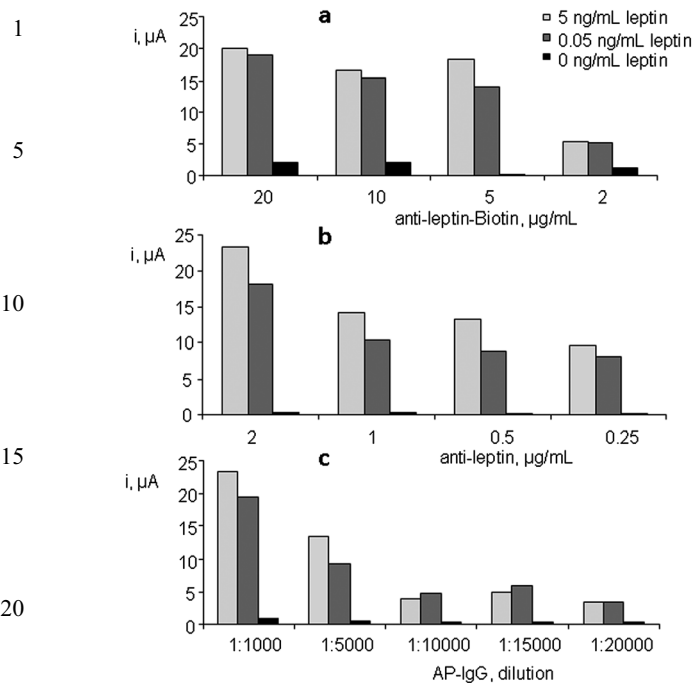 1
5
10
15
20
a
i, µA
25
20
15
10
5
0
5 ng/mL leptin
0.05 ng/mL leptin
0 ng/mL leptin
20 10 5 2
anti-leptin-Biotin, µg/mL
b
i, µA
25
20
15
10
5
0
2 1 0.5 0.25
anti-leptin, µg/mL
c
i, µA
25
20
15
10
5
0
1:1000 1:5000 1:10000 1:15000 1:20000
AP-IgG, dilution